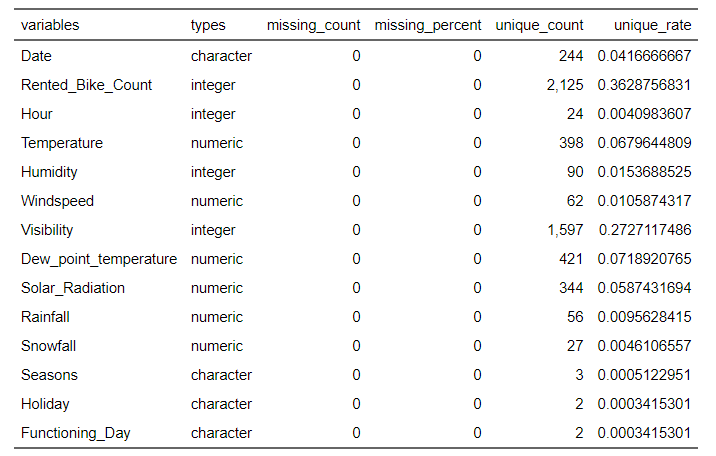 variables types missing_count missing_percent unique_count unique_rate
Date character 0 0 244 0.0416666667
Rented_Bike_Count integer 0 0 2,125 0.3628756831
Hour integer 0 0 24 0.0040983607
Temperature numeric 0 0 398 0.0679644809
Humidity integer 0 0 90 0.0153688525
Windspeed numeric 0 0 62 0.0105874317
Visibility integer 0 0 1,597 0.2727117486
Dew_point_temperature numeric 0 0 421 0.0718920765
Solar_Radiation numeric 0 0 344 0.0587431694
Rainfall numeric 0 0 56 0.0095628415
Snowfall numeric 0 0 27 0.0046106557
Seasons character 0 0 3 0.0005122951
Holiday character 0 0 2 0.0003415301
Functioning_Day character 0 0 2 0.0003415301